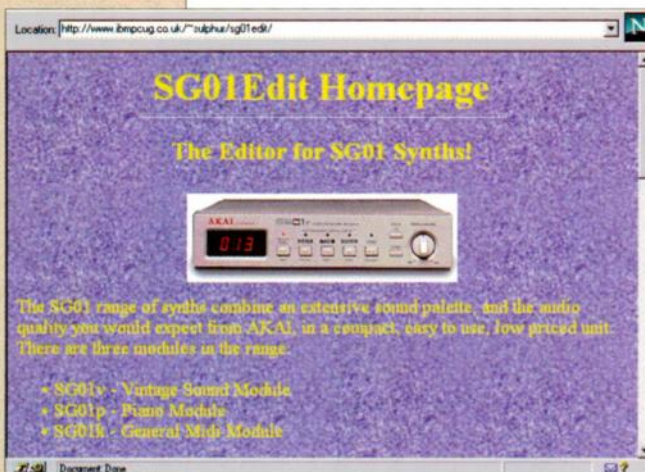 Location: http://www.ibmpcug.co.uk/~sulphur/sg01edit/
N
SG01Edit Homepage
The Editor for SG01 Synths!
AKAI
013
The SG01 range of synths combine an extensive sound palette, and the audio
quality you would expect from AKAI, in a compact, easy to use, low priced unit.
There are three modules in the range:
• SG01v - Vintage Sound Module
• SG01p - Piano Module
• SG01k - General Midi Module
Document: Done